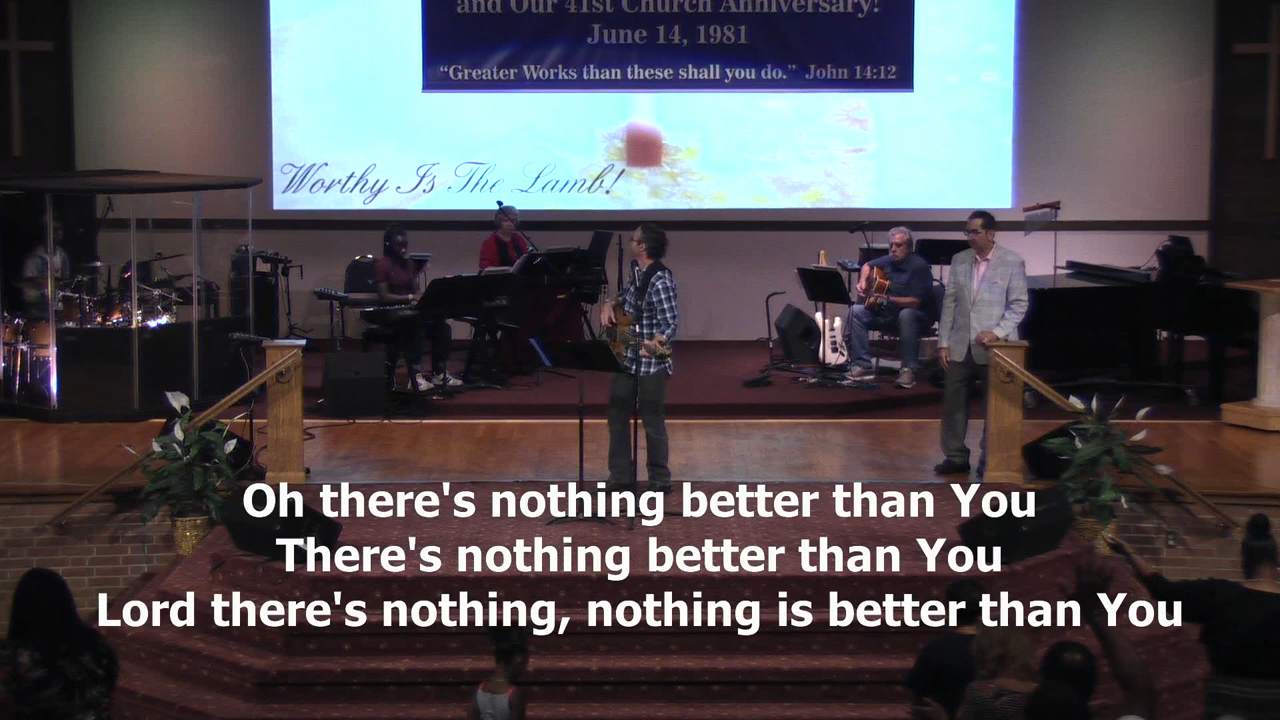 and Our 41st Church Anniversary!
June 14, 1981
“Greater Works than these shall you do.” John 14:12
Worthy Is The Lamb!
Oh there's nothing better than You
There's nothing better than You
Lord there's nothing, nothing is better than You